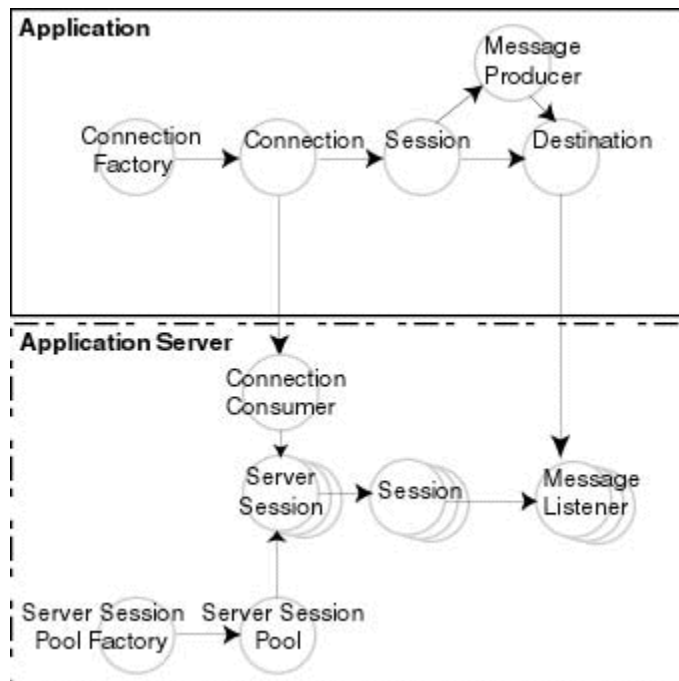 Application
Message
Producer
Connection
Factory
Connection
Session
Destination
Application Server
Connection
Consumer
Server
Session
Session
Message
Listener
Server Session
Pool Factory
Server Session
Pool